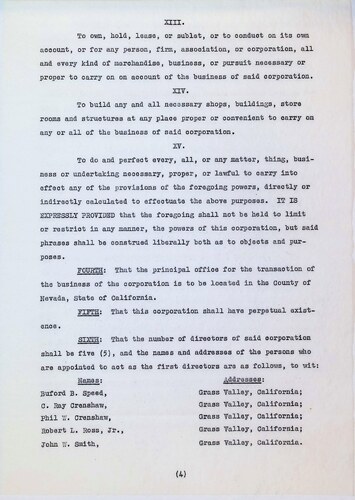 XIII.
To own, hold, lease, or sublet, or to conduct on its own
account, or for any person, firm, association, or corporation, all
and every kind of merchandise, business, or pursuit necessary or
proper to carry on on account of the business of said corporation.
XIV.
To build any and all necessary shops, buildings, store
rooms and structures at any place proper or convenient to carry on
any or all of the business of said corporation.
XV.
To do and perfect every, all, or any matter, thing, busi-
ness or undertaking necessary, proper, or lawful to carry into
effect any of the provisions of the foregoing powers, directly or
indirectly calculated to effectuate the above purposes. IT IS
EXPRESSLY PROVIDED that the foregoing shall not be held to limit
or restrict in any manner, the powers of this corporation, but said
phrases shall be construed liberally both as to objects and pur-
poses.
FOURTH: That the principal office for the transaction of
the business of the corporation is to be located in the County of
Nevada, State of California.
FIFTH: That this corporation shall have perpetual exist-
ence.
SIXTH: That the number of directors of said corporation
shall be five (5), and the names and addresses of the persons who
are appointed to act as the first directors are as follows, to wit:
Names: Addresses:
Buford B. Speed, Grass Valley, California;
C. Ray Crenshaw, Grass Valley, California;
Phil W. Crenshaw, Grass Valley, California;
Robert L. Ross, Jr., Grass Valley, California;
John W. Smith, Grass Valley, California.
(4)